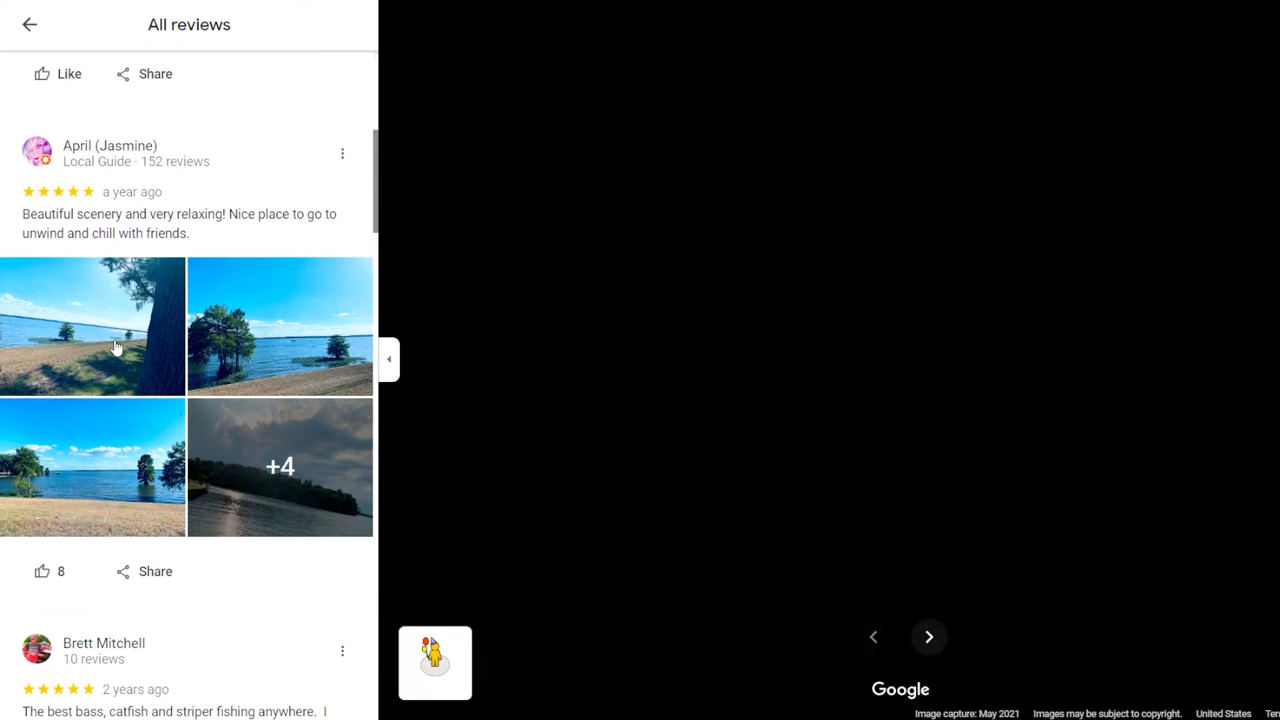 All reviews
Like
Share
April (Jasmine)
Local Guide · 152 reviews
a year ago
Beautiful scenery and very relaxing! Nice place to go to
unwind and chill with friends.
+4
8
Share
Brett Mitchell
10 reviews
2 years ago
The best bass, catfish and striper fishing anywhere. I
Google
Image capture: May 2021 Images may be subject to copyright. United States Ter